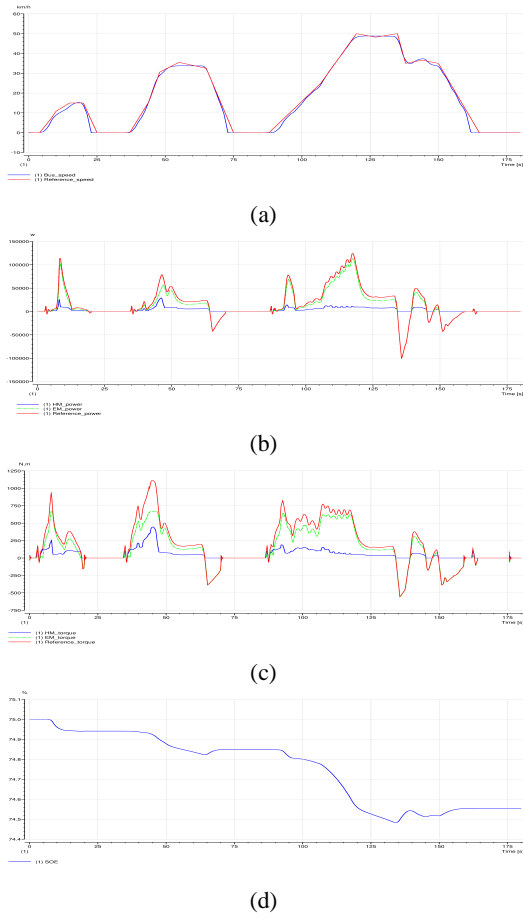 km/h
60
50
40
30
20
10
0
-10
0 25 50 75 100 125 150 175
(1) Time [s]
(1) Bus_speed
(1) Reference_speed
(a)
w
150000
100000
50000
0
-50000
-100000
-150000
0 25 50 75 100 125 150 175
(1) Time [s]
(1) HM_power
(1) EM_power
(1) Reference_power
(b)
N.m
1250
1000
750
500
250
0
-250
-500
-750
0 25 50 75 100 125 150 175
(1) Time [s]
(1) HM_torque
(1) EM_torque
(1) Reference_torque
(c)
%
75.1
75.0
74.9
74.8
74.7
74.6
74.5
74.4
0 25 50 75 100 125 150 175
(1) Time [s]
(1) SOE
(d)